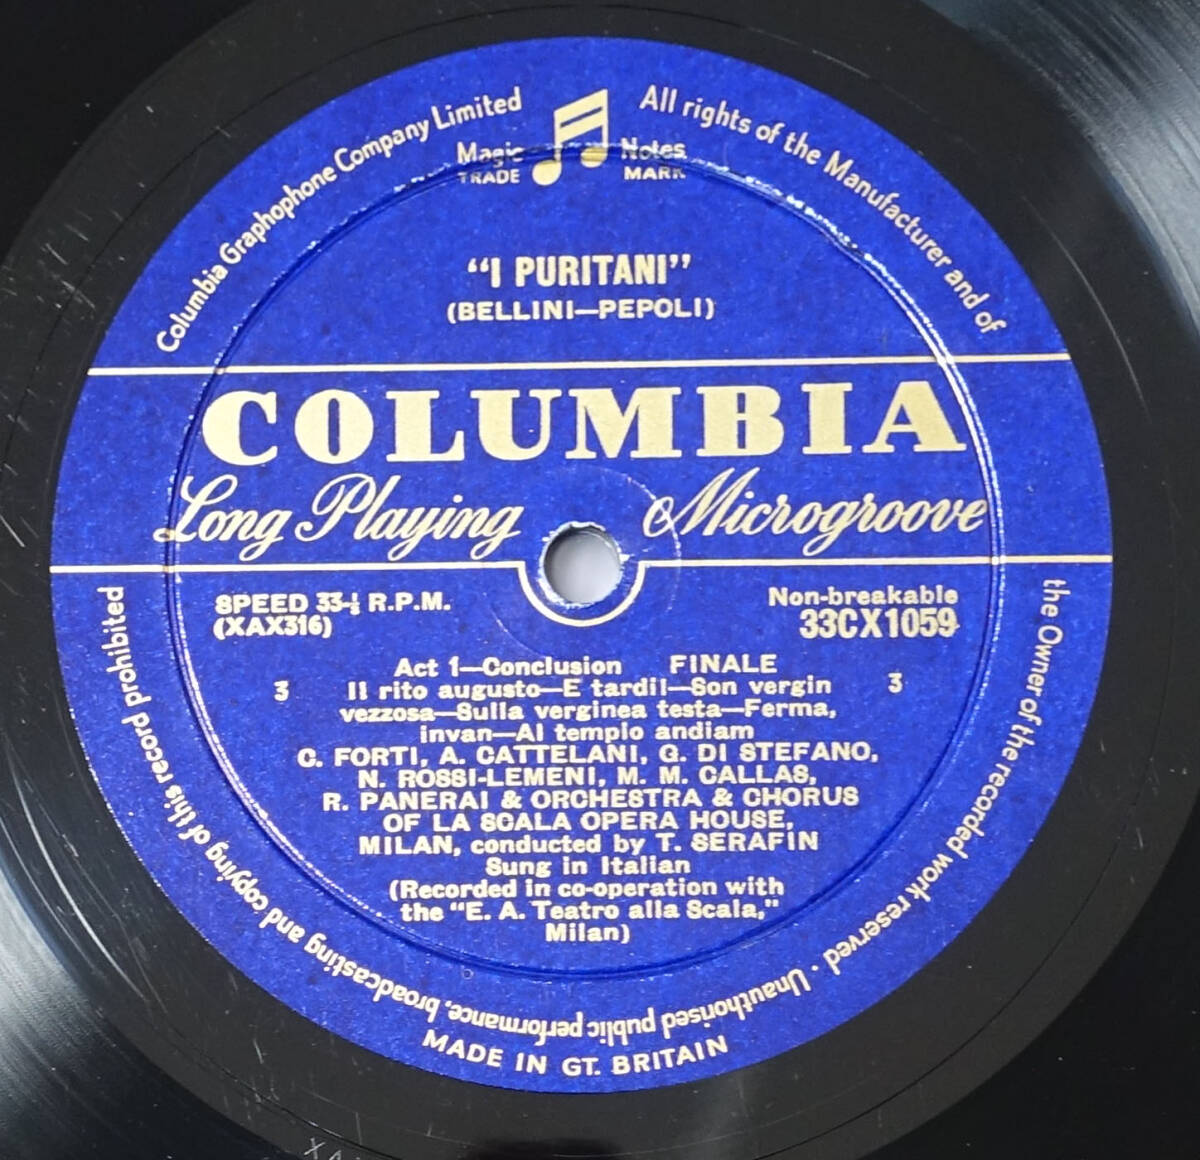 Columbia Graphophone Company Limited
All rights of the Manufacturer and of
the Owner of the recorded work reserved · Unauthorised public performance, broadcasting and copying of this record prohibited
Magic Notes
TRADE MARK
“I PURITANI”
(BELLINI—PEPOLI)
COLUMBIA
Long Playing Microgroove
SPEED 33-⅓ R.P.M.
(XAX316)
Non-breakable
33CX1059
Act 1—Conclusion FINALE
3 Il rito augusto—E tardi!—Son vergin 3
vezzosa—Sulla verginea testa—Ferma,
invan—Al templo andiam
C. FORTI, A. CATTELANI, G. DI STEFANO,
N. ROSSI-LEMENI, M. M. CALLAS,
R. PANERAI & ORCHESTRA & CHORUS
OF LA SCALA OPERA HOUSE,
MILAN, conducted by T. SERAFIN
Sung in Italian
(Recorded in co-operation with
the “E. A. Teatro alla Scala,”
Milan)
MADE IN GT. BRITAIN